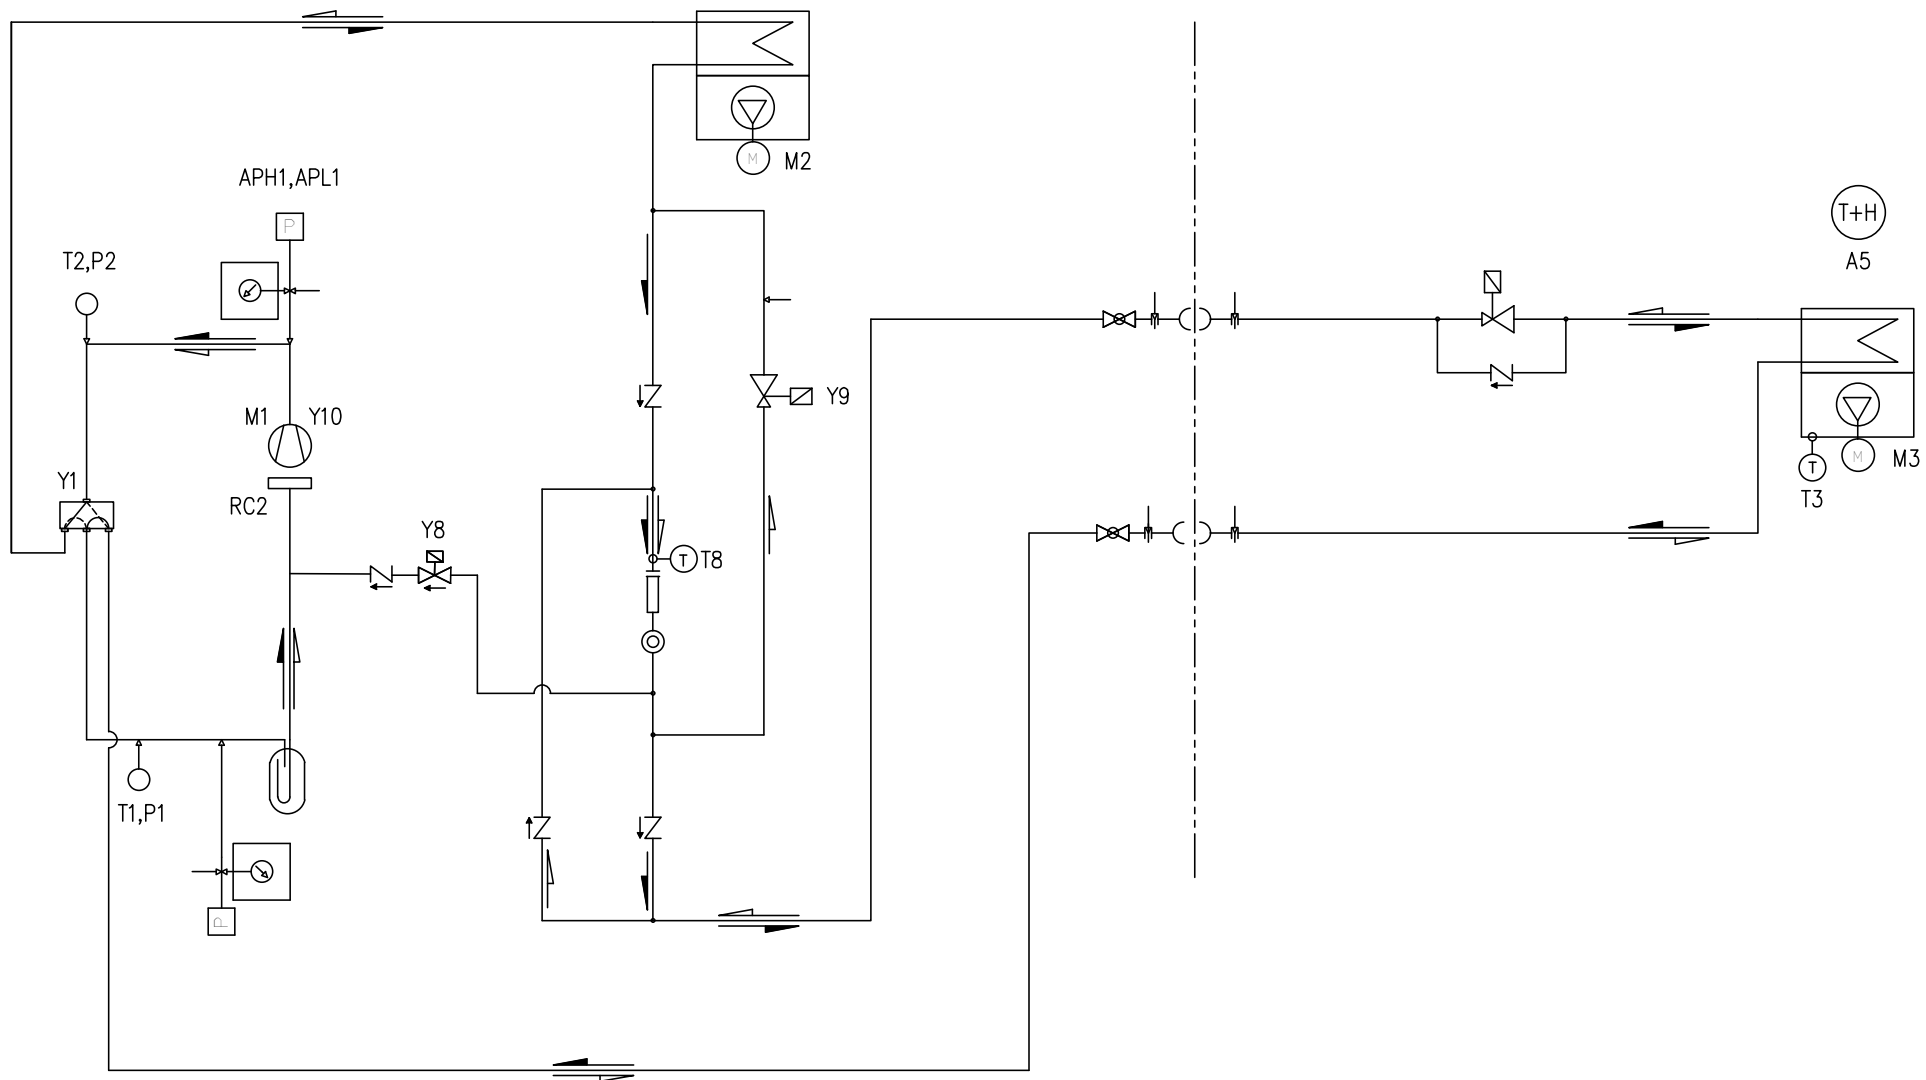 M
M2
APH1,APL1
P
T+H
T2,P2
A5
M1
Y10
Y9
M
M3
T
T3
Y1
RC2
Y8
T
T8
T1,P1
P